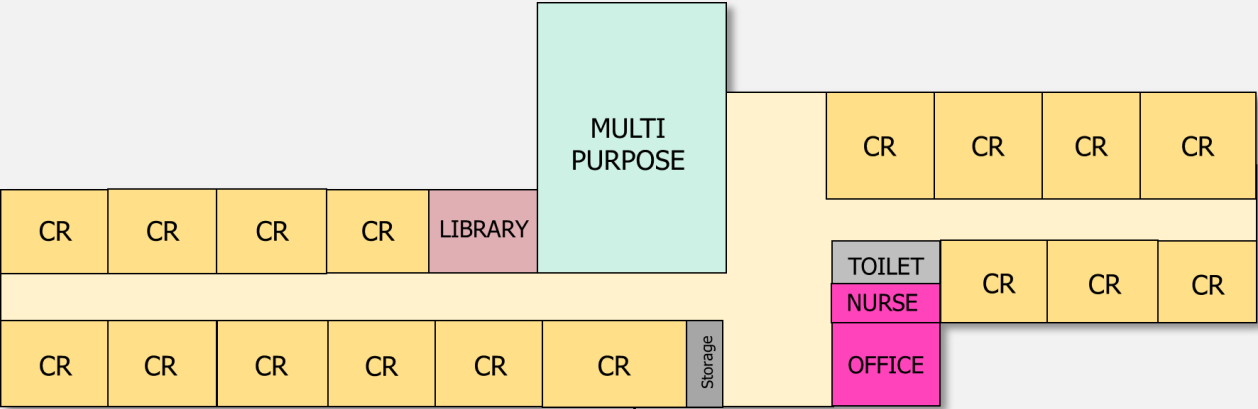 MULTI
PURPOSE
CR CR CR CR
CR CR CR CR LIBRARY
TOILET
NURSE
CR CR CR
CR CR CR CR CR CR Storage
OFFICE